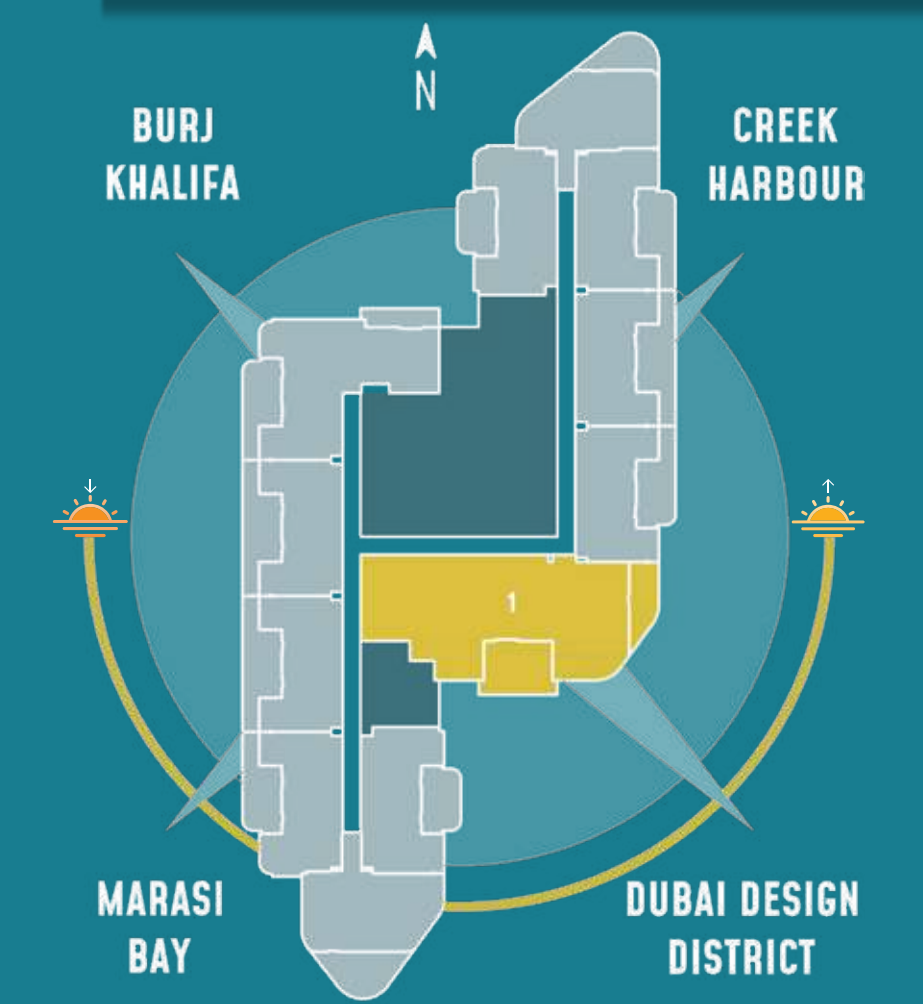 N
BURJ
KHALIFA
CREEK
HARBOUR
1
MARASI
BAY
DUBAI DESIGN
DISTRICT